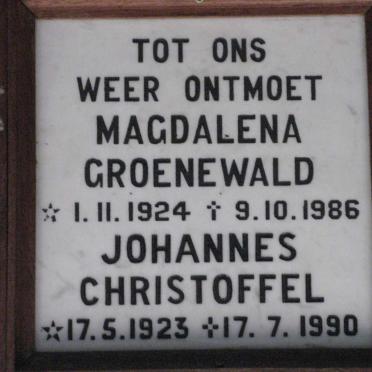 TOT ONS
WEER ONTMOET
MAGDALENA
GROENEWALD
☆ 1.11.1924 ✝ 9.10.1986
JOHANNES
CHRISTOFFEL
☆17.5.1923 ✝17.7.1990